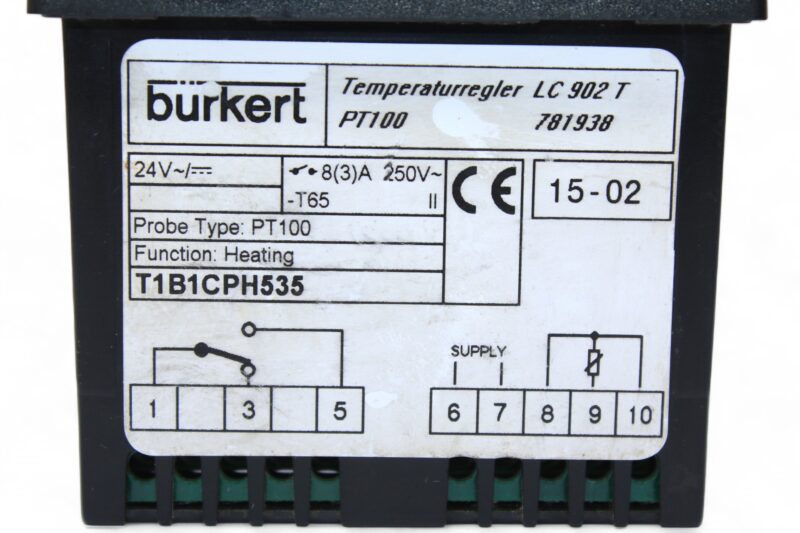 burkert
Temperaturregler LC 902 T
PT100 781938
24V~/⎓
8(3)A 250V~
-T65 II
CE
15-02
Probe Type: PT100
Function: Heating
T1B1CPH535
SUPPLY
1 3 5
6 7 8 9 10